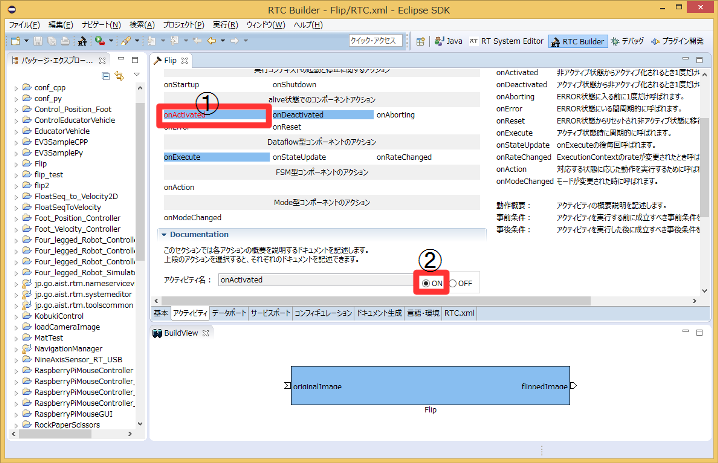 RTC Builder - Flip/RTC.xml - Eclipse SDK
ファイル(F) 編集(E) ナビゲート(N) 検索(A) プロジェクト(P) 実行(R) ウィンドウ(W) ヘルプ(H)
クイック・アクセス Java RT System Editor RTC Builder デバッグ プラグイン開発
パッケージ・エクスプロー...
conf_cpp
conf_py
Control_Position_Foot
ControlEducatorVehicle
EducatorVehicle
EV3SampleCPP
EV3SamplePy
Flip
flip_test
flip2
FloatSeq_to_Velocity2D
FloatSeqToVelocity
Foot_Position_Controller
Foot_Velocity_Controller
Four_legged_Robot_Controlle
Four_legged_Robot_Controlle
Four_legged_Robot_Simulato
jp.go.aist.rtm.nameservicev
jp.go.aist.rtm.systemeditor
jp.go.aist.rtm.toolscommon
KobukiControl
loadCameraImage
MatTest
NavigationManager
NineAxisSensor_RT_USB
RaspberryPiMouseController
RaspberryPiMouseController_
RaspberryPiMouseController_
RaspberryPiMouseGUI
RockPaperScissors
Flip
onStartup onShutdown
①
alive状態でのコンポーネントアクション
onActivated onDeactivated onAborting
onError onReset
Dataflow型コンポーネントのアクション
onExecute onStateUpdate onRateChanged
FSM型コンポーネントのアクション
onAction
Mode型コンポーネントのアクション
onModeChanged
Documentation
このセクションでは各アクションの概要を説明するドキュメントを記述します。
上段のアクションを選択すると、それぞれのドキュメントを記述できます。
②
アクティビティ名： onActivated ON OFF
onActivated 非アクティブ状態からアクティブ化されるとき1度だけ
onDeactivated アクティブ状態から非アクティブ化されるとき1度だけ
onAborting ERROR状態に入る前に1度だけ呼ばれます。
onError ERROR状態にいる間周期的に呼ばれます。
onReset ERROR状態からリセットされ非アクティブ状態に移
onExecute アクティブ状態時に周期的に呼ばれます。
onStateUpdate onExecuteの後毎回呼ばれます。
onRateChanged ExecutionContextのrateが変更されたとき呼ば
onAction 対応する状態に応じた動作を実行するために呼ばれ
onModeChanged モードが変更された時に呼ばれます。
動作概要： アクティビティの概要説明を記述します。
事前条件： アクティビティを実行する前に成立すべき事前条件
事後条件： アクティビティを実行した後に成立すべき事後条件
基本 アクティビティ データポート サービスポート コンフィギュレーション ドキュメント生成 言語・環境 RTC.xml
BuildView
originalImage flippedImage
Flip